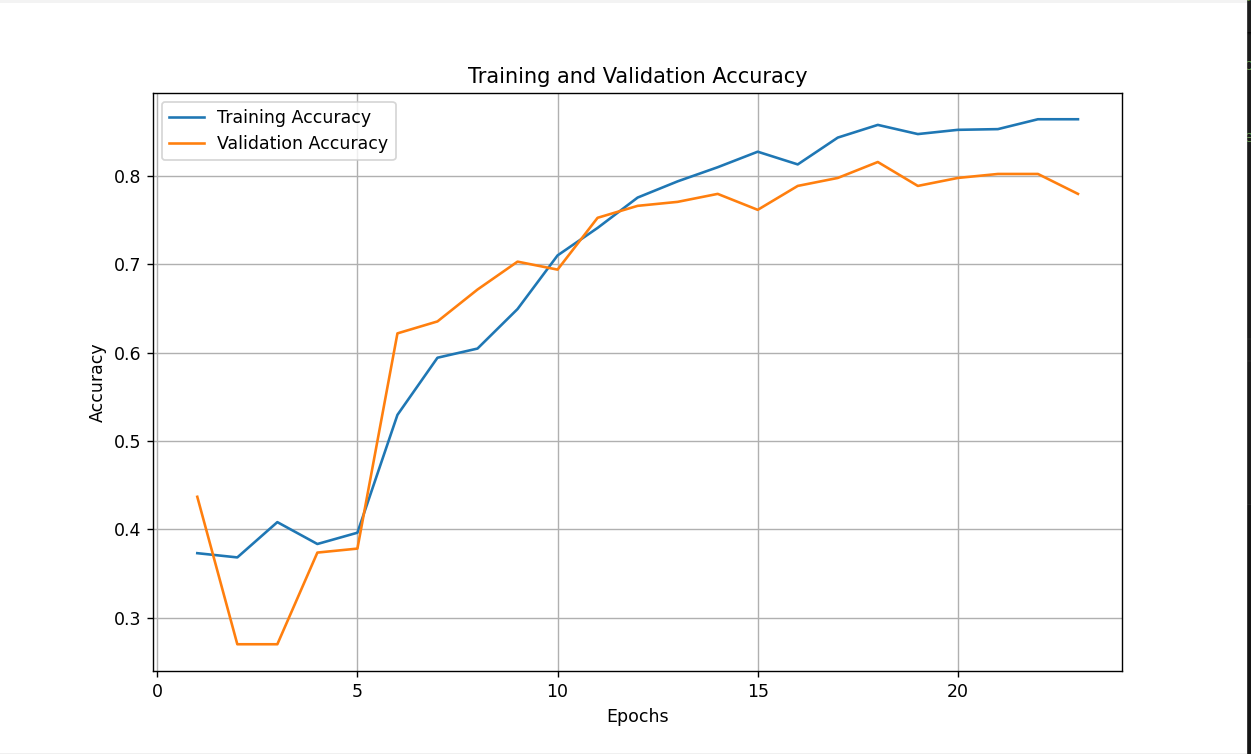 Training and Validation Accuracy
Training Accuracy
Validation Accuracy
0.8
0.7
0.6
0.5
0.4
0.3
Accuracy
0
5
10
15
20
Epochs